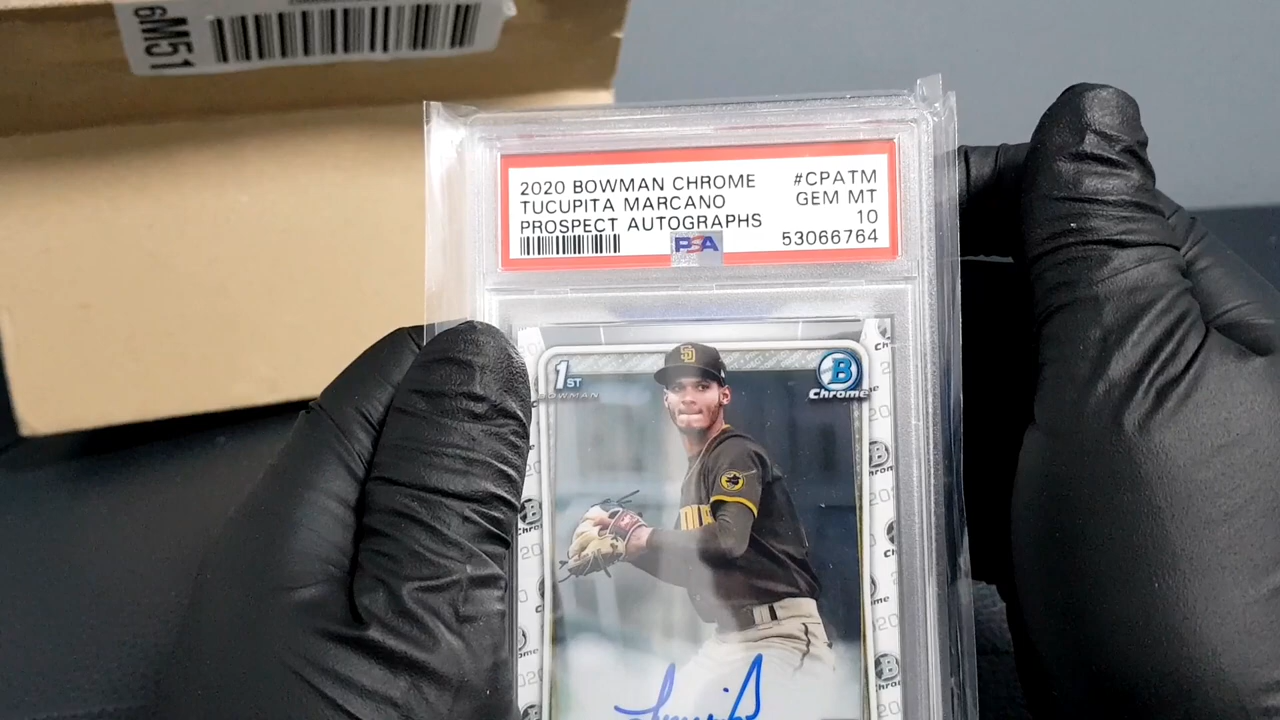 6M51
2020 BOWMAN CHROME #CPATM
TUCUPITA MARCANO GEM MT
PROSPECT AUTOGRAPHS 10
PSA 53066764
SD
1ST
BOWMAN
B
Chrome